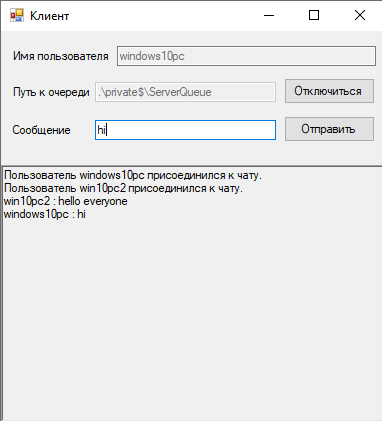 Клиент
Имя пользователя windows10pc
Путь к очереди .\private$\ServerQueue Отключиться
Сообщение hi Отправить
Пользователь windows10pc присоединился к чату.
Пользователь win10pc2 присоединился к чату.
win10pc2 : hello everyone
windows10pc : hi